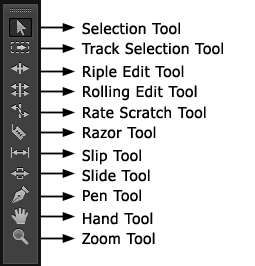 Selection Tool
Track Selection Tool
Riple Edit Tool
Rolling Edit Tool
Rate Scratch Tool
Razor Tool
Slip Tool
Slide Tool
Pen Tool
Hand Tool
Zoom Tool